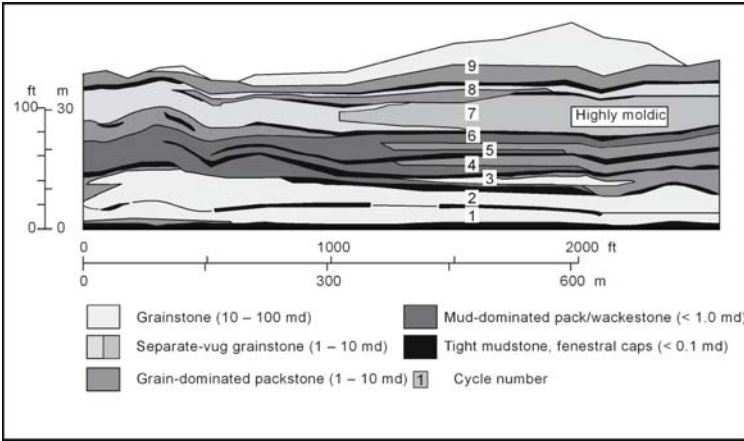 9
ft m
8
100 30
7 Highly moldic
6
5
4
3
2
1
0 0
0 1000 2000 ft
0 300 600 m
Grainstone (10 – 100 md) Mud-dominated pack/wackestone (< 1.0 md)
Separate-vug grainstone (1 – 10 md) Tight mudstone, fenestral caps (< 0.1 md)
Grain-dominated packstone (1 – 10 md) 1 Cycle number